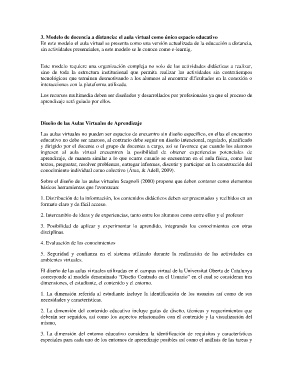 3. Modelo de docencia a distancia: el aula virtual como único espacio educativo
En este modelo el aula virtual se presenta como una versión actualizada de la educación a distancia,
sin actividades presenciales, a este modelo se le conoce como e-learnig.
Este modelo requiere una organización compleja no solo de las actividades didácticas a realizar,
sino de toda la estructura institucional que permita realizar las actividades sin contratiempos
tecnológicos que terminen desmotivando a los alumnos al encontrar dificultades en la conexión o
interacciones con la plataforma utilizada.
Los recursos multimedia deben ser diseñados y desarrollados por profesionales ya que el proceso de
aprendizaje será guiado por ellos.
Diseño de las Aulas Virtuales de Aprendizaje
Las aulas virtuales no pueden ser espacios de encuentro sin diseño específico, en ellas el encuentro
educativo no debe ser azaroso, al contrario debe seguir un diseño intencional, regulado, planificado
y dirigido por el docente o el grupo de docentes a cargo, así se favorece que cuando los alumnos
ingresen al aula virtual encuentren la posibilidad de obtener experiencias potenciales de
aprendizaje, de manera similar a lo que ocurre cuando se encuentran en el aula física, como leer
textos, preguntar, resolver problemas, entregar informes, discutir y participar en la construcción del
conocimiento individual como colectivo (Área, & Adell, 2009).
Sobre el diseño de las aulas virtuales Scagnoli (2000) propone que deben contener como elementos
básicos herramientas que favorezcan:
1. Distribución de la información, los contenidos didácticos deben ser presentados y recibidos en un
formato claro y de fácil acceso.
2. Intercambio de ideas y de experiencias, tanto entre los alumnos como entre ellos y el profesor
3. Posibilidad de aplicar y experimentar lo aprendido, integrando los conocimientos con otras
disciplinas.
4. Evaluación de los conocimientos
5. Seguridad y confianza en el sistema utilizado durante la realización de las actividades en
ambientes virtuales.
El diseño de las aulas virtuales utilizadas en el campus virtual de la Universitat Oberta de Catalunya
corresponde al modelo denominado "Diseño Centrado en el Usuario" en el cual se consideran tres
dimensiones, el estudiante, el contenido y el entorno.
1. La dimensión referida al estudiante incluye la identificación de los usuarios así como de sus
necesidades y características.
2. La dimensión del contenido educativo incluye guías de diseño, técnicas y requerimientos que
deberán ser seguidos, así como los aspectos relacionados con el contenido y la visualización del
mismo.
3. La dimensión del entorno educativo considera la identificación de requisitos y características
especiales para cada uno de los entornos de aprendizaje posibles así como el análisis de las tareas y